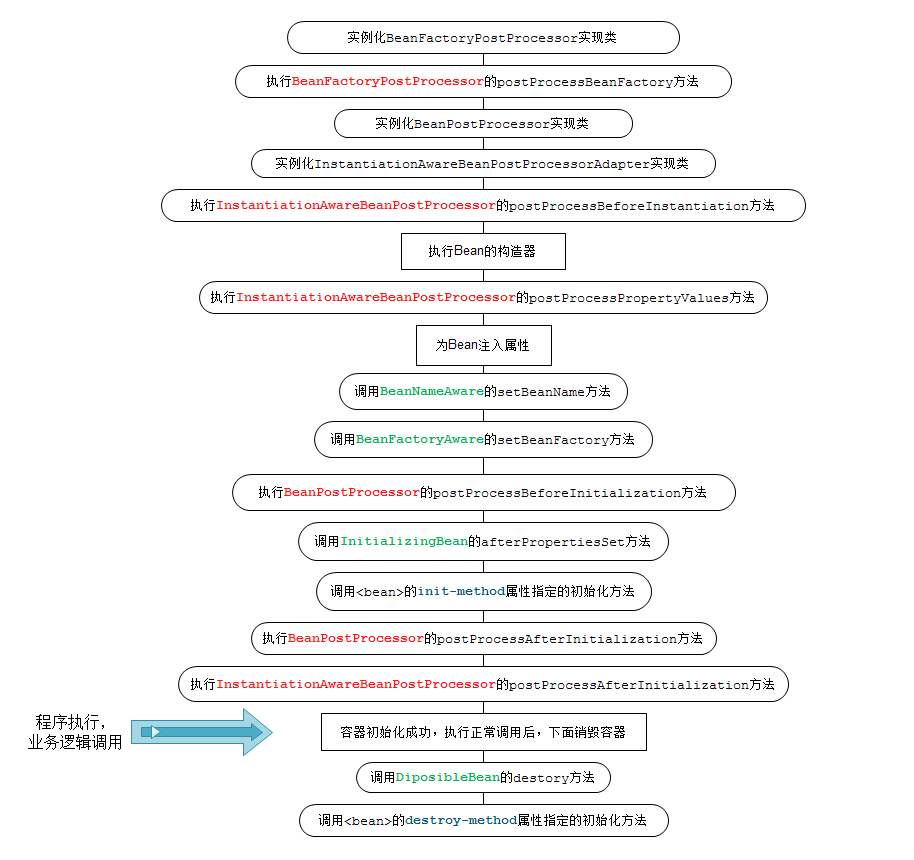 实例化BeanFactoryPostProcessor实现类
执行BeanFactoryPostProcessor的postProcessBeanFactory方法
实例化BeanPostProcessor实现类
实例化InstantiationAwareBeanPostProcessorAdapter实现类
执行InstantiationAwareBeanPostProcessor的postProcessBeforeInstantiation方法
执行Bean的构造器
执行InstantiationAwareBeanPostProcessor的postProcessPropertyValues方法
为Bean注入属性
调用BeanNameAware的setBeanName方法
调用BeanFactoryAware的setBeanFactory方法
执行BeanPostProcessor的postProcessBeforeInitialization方法
调用InitializingBean的afterPropertiesSet方法
调用<bean>的init-method属性指定的初始化方法
执行BeanPostProcessor的postProcessAfterInitialization方法
执行InstantiationAwareBeanPostProcessor的postProcessAfterInitialization方法
程序执行，
业务逻辑调用
容器初始化成功，执行正常调用后，下面销毁容器
调用DiposibleBean的destory方法
调用<bean>的destroy-method属性指定的初始化方法